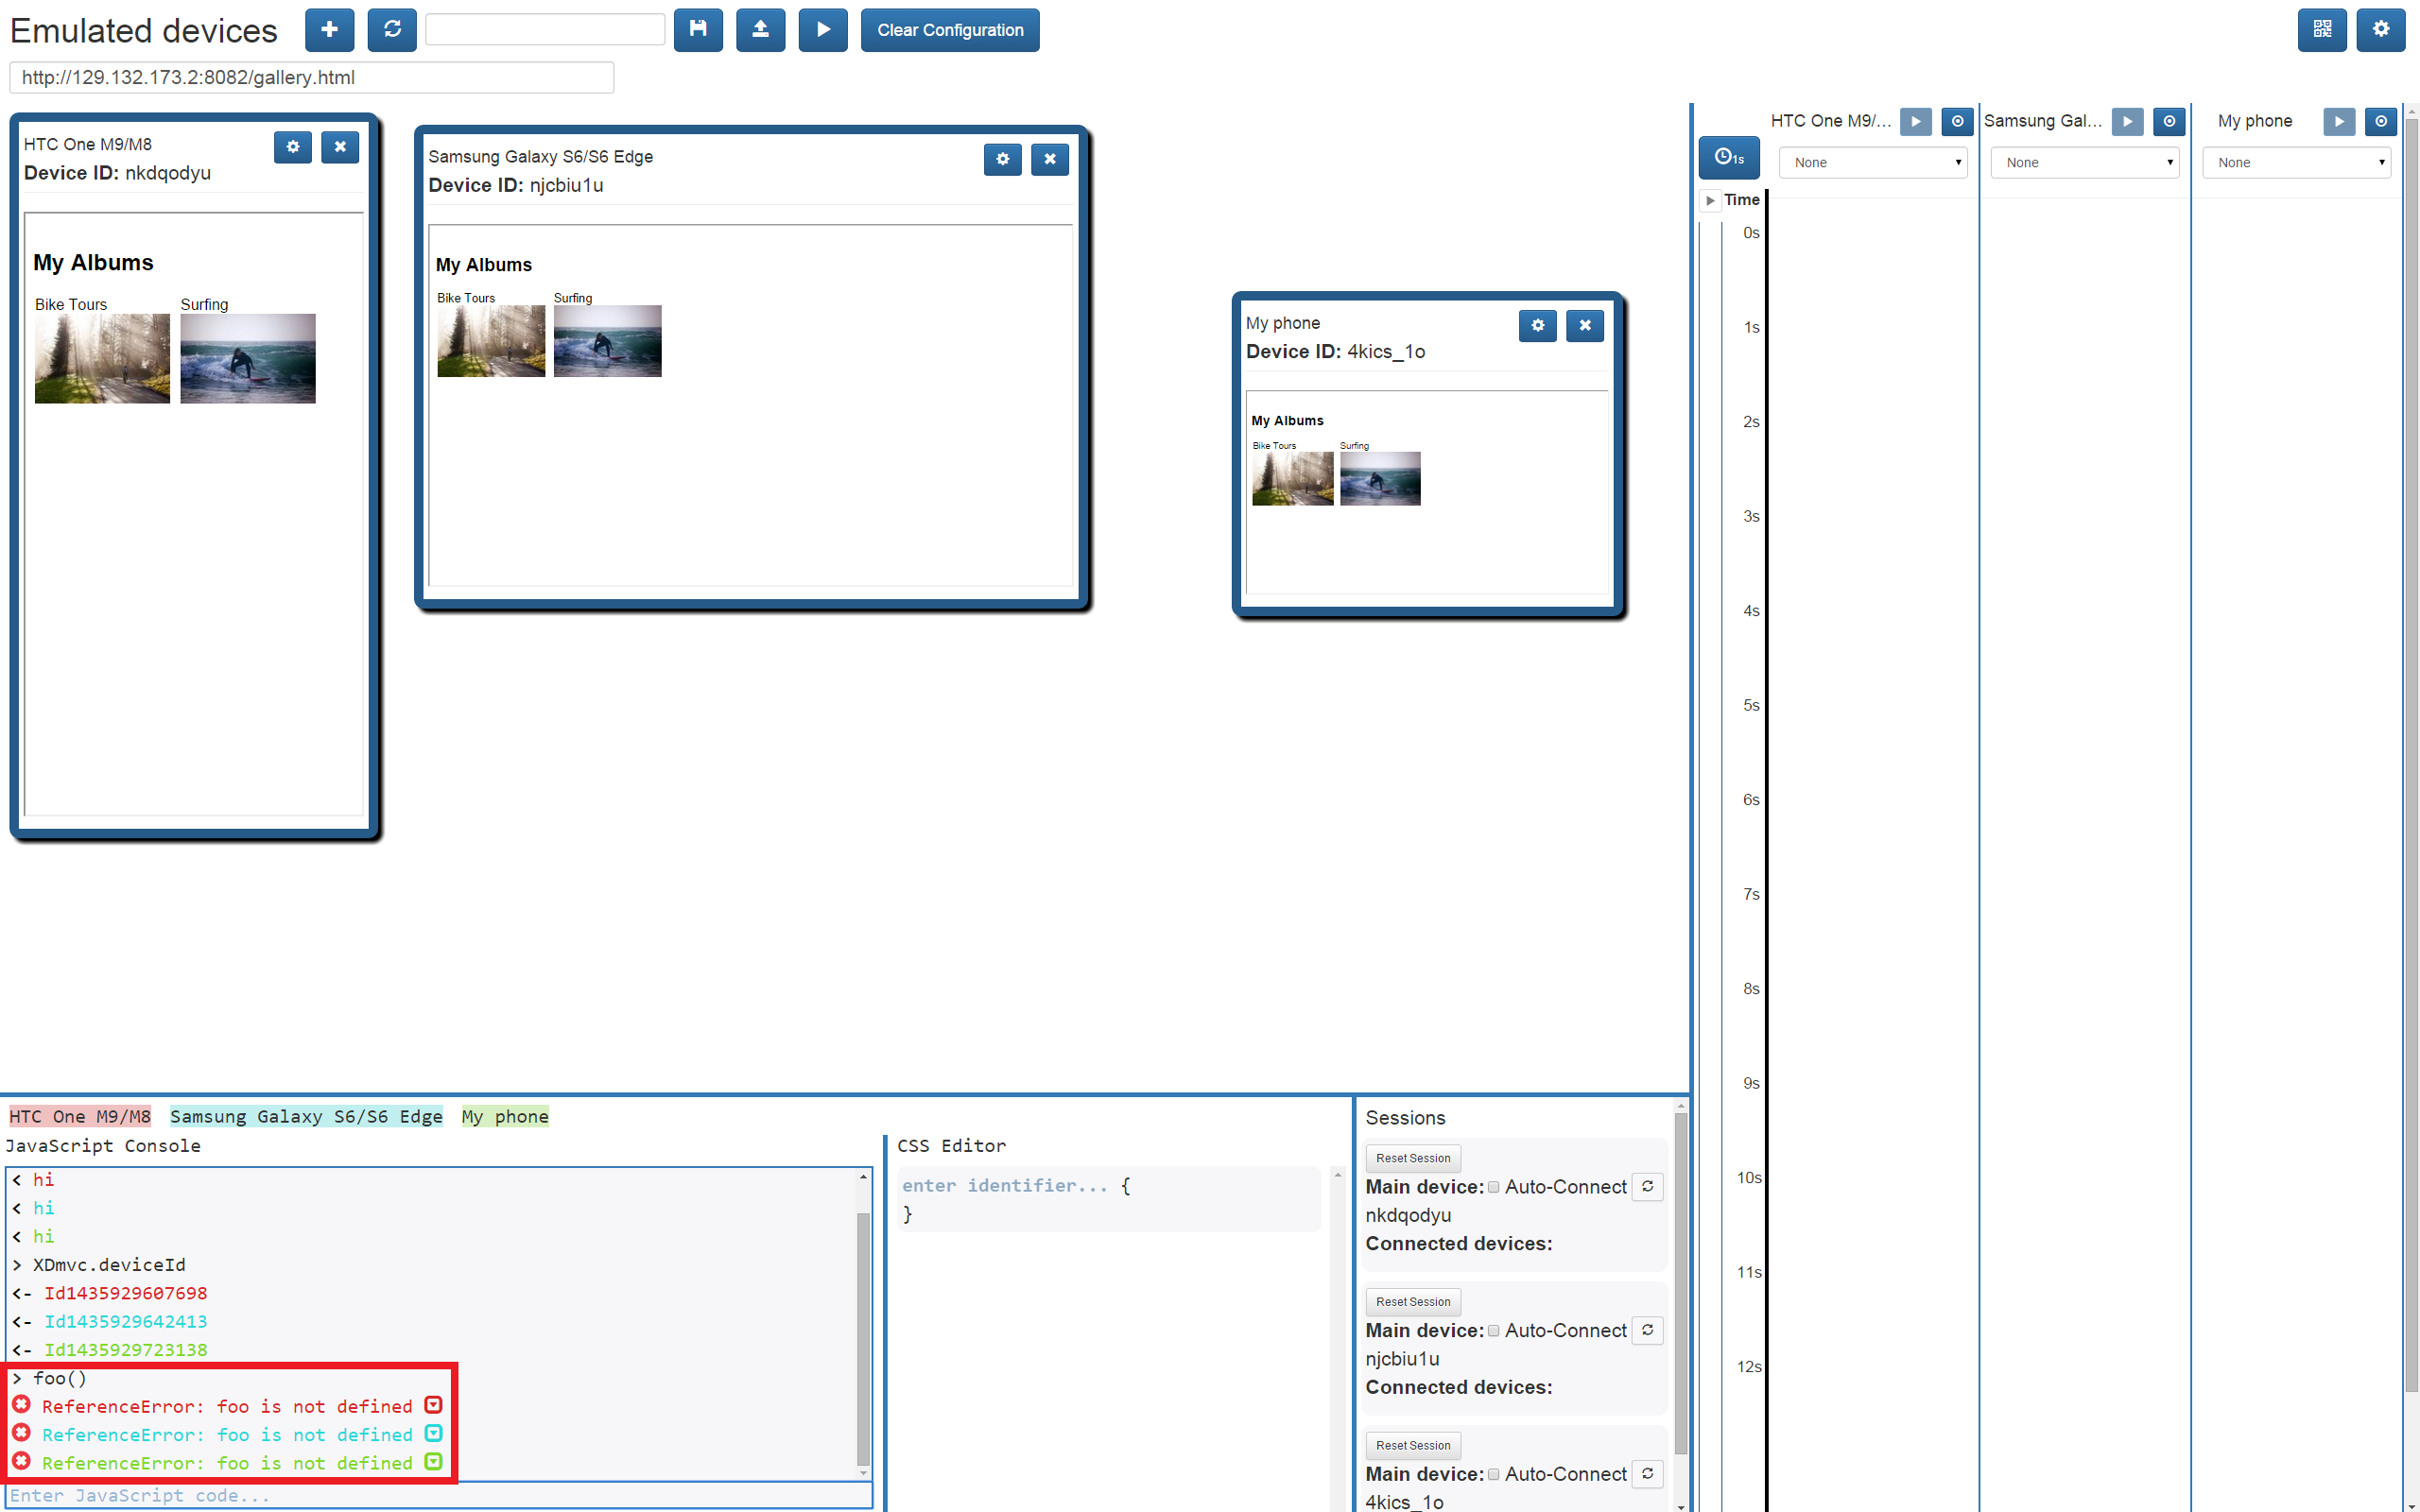 Emulated devices
Clear Configuration
http://129.132.173.2:8082/gallery.html
HTC One M9/M8
Device ID: nkdqodyu
My Albums
Bike Tours Surfing
Samsung Galaxy S6/S6 Edge
Device ID: njcbiu1u
My Albums
Bike Tours Surfing
My phone
Device ID: 4kics_1o
My Albums
Bike Tours Surfing
HTC One M9/... Samsung Gal... My phone
1s None None None
Time
0s
1s
2s
3s
4s
5s
6s
7s
8s
9s
10s
11s
12s
HTC One M9/M8 Samsung Galaxy S6/S6 Edge My phone
JavaScript Console
< hi
< hi
< hi
> XDmvc.deviceId
<- Id1435929607698
<- Id1435929642413
<- Id1435929723138
> foo()
ReferenceError: foo is not defined
ReferenceError: foo is not defined
ReferenceError: foo is not defined
Enter JavaScript code...
CSS Editor
enter identifier... {
}
Sessions
Reset Session
Main device: Auto-Connect
nkdqodyu
Connected devices:
Reset Session
Main device: Auto-Connect
njcbiu1u
Connected devices:
Reset Session
Main device: Auto-Connect
4kics_1o